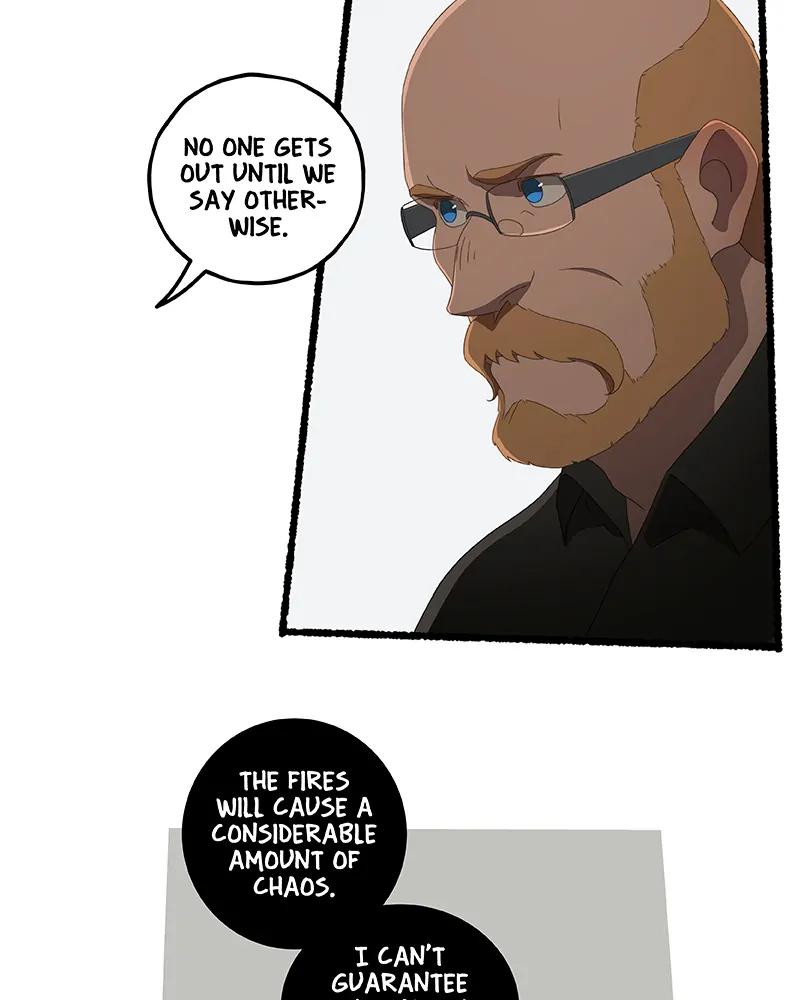 NO ONE GETS
OUT UNTIL WE
SAY OTHER-
WISE.
THE FIRES
WILL CAUSE A
CONSIDERABLE
AMOUNT OF
CHAOS.
I CAN'T
GUARANTEE